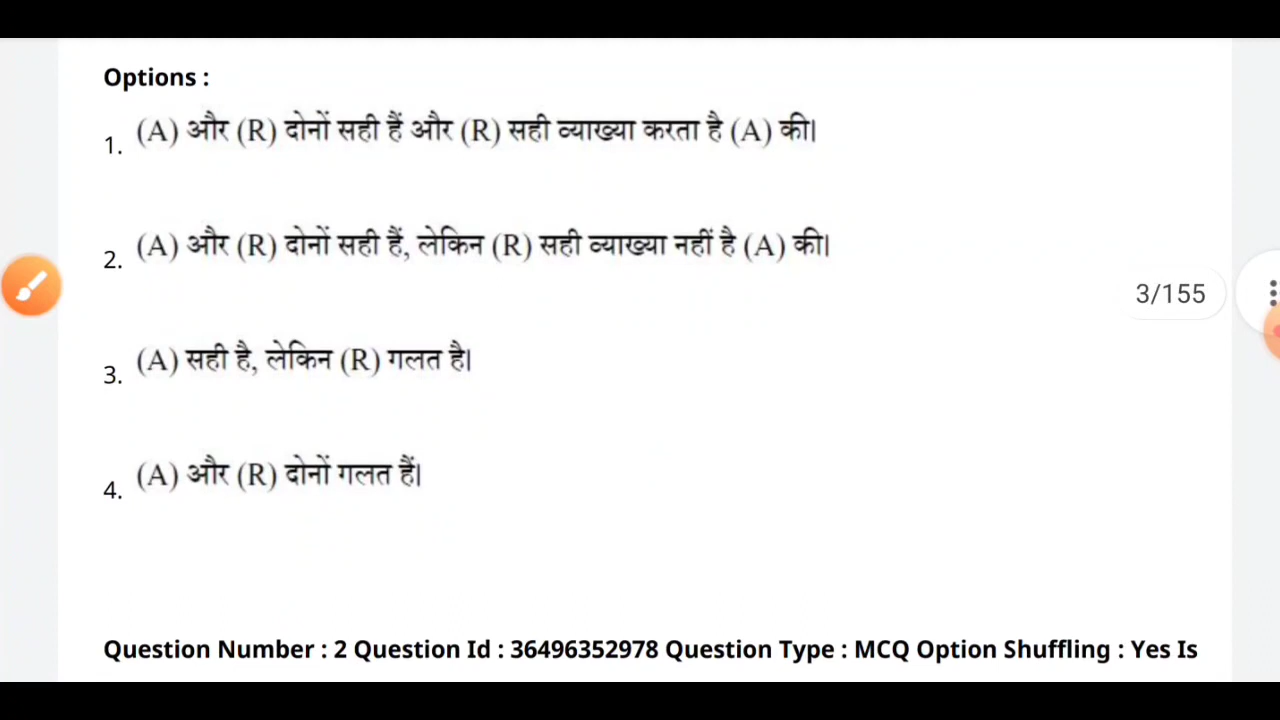 Options :
1. (A) और (R) दोनों सही हैं और (R) सही व्याख्या करता है (A) की।
2. (A) और (R) दोनों सही हैं, लेकिन (R) सही व्याख्या नहीं है (A) की।
3/155
3. (A) सही है, लेकिन (R) गलत है।
4. (A) और (R) दोनों गलत हैं।
Question Number : 2 Question Id : 36496352978 Question Type : MCQ Option Shuffling : Yes Is